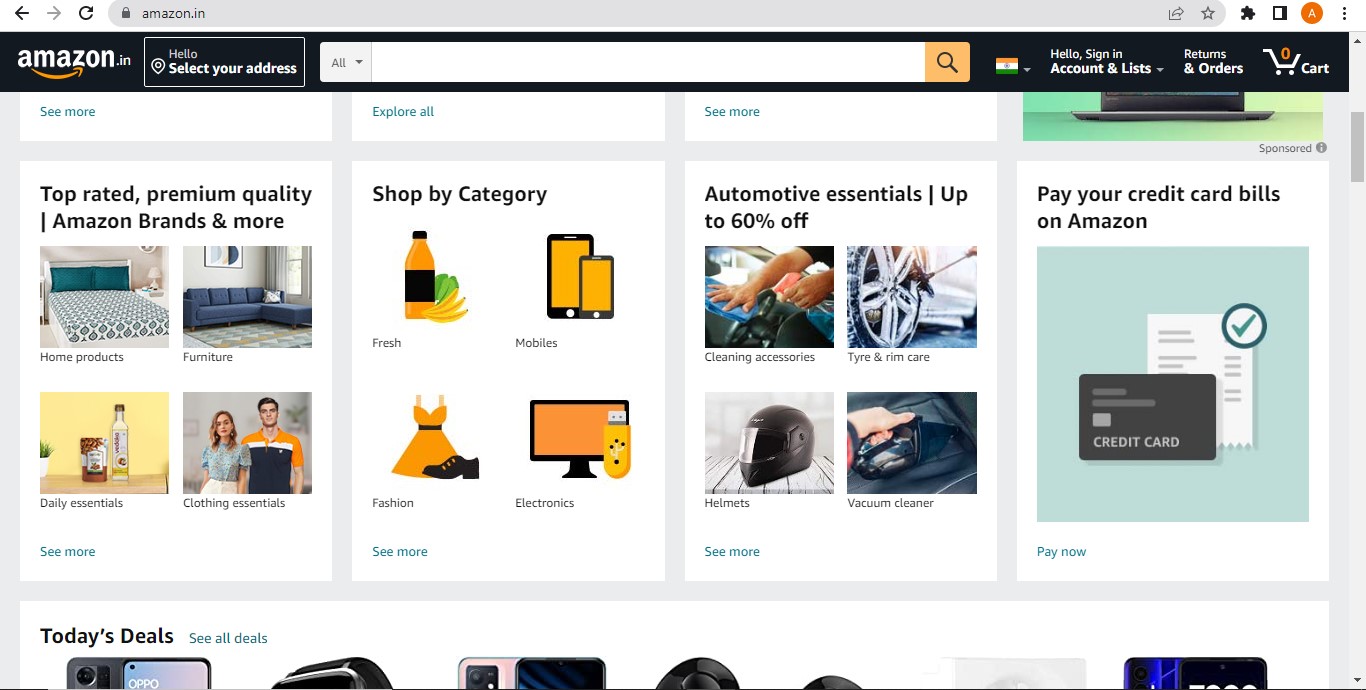 amazon.in
A
amazon.in
Hello
Select your address
All
Hello, Sign in
Account & Lists
Returns
& Orders
0
Cart
See more
Explore all
See more
Sponsored
Top rated, premium quality
| Amazon Brands & more
Home products
Furniture
Daily essentials
Clothing essentials
See more
Shop by Category
Fresh
Mobiles
Fashion
Electronics
See more
Automotive essentials | Up
to 60% off
Cleaning accessories
Tyre & rim care
Helmets
Vacuum cleaner
See more
Pay your credit card bills
on Amazon
CREDIT CARD
Pay now
Today’s Deals
See all deals
OPPO